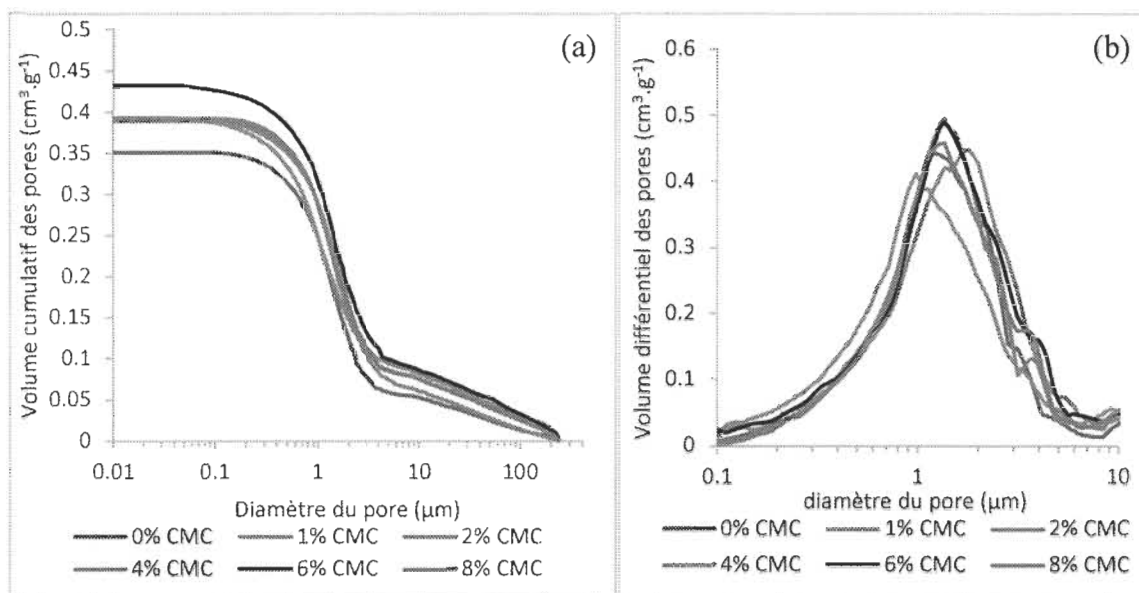 (a)
Volume cumulatif des pores (cm³.g⁻¹)
0.5
0.45
0.4
0.35
0.3
0.25
0.2
0.15
0.1
0.05
0
0.01 0.1 1 10 100
Diamètre du pore (µm)
0% CMC 1% CMC 2% CMC
4% CMC 6% CMC 8% CMC
(b)
Volume différentiel des pores (cm³.g⁻¹)
0.6
0.5
0.4
0.3
0.2
0.1
0
0.1 1 10
diamètre du pore (µm)
0% CMC 1% CMC 2% CMC
4% CMC 6% CMC 8% CMC